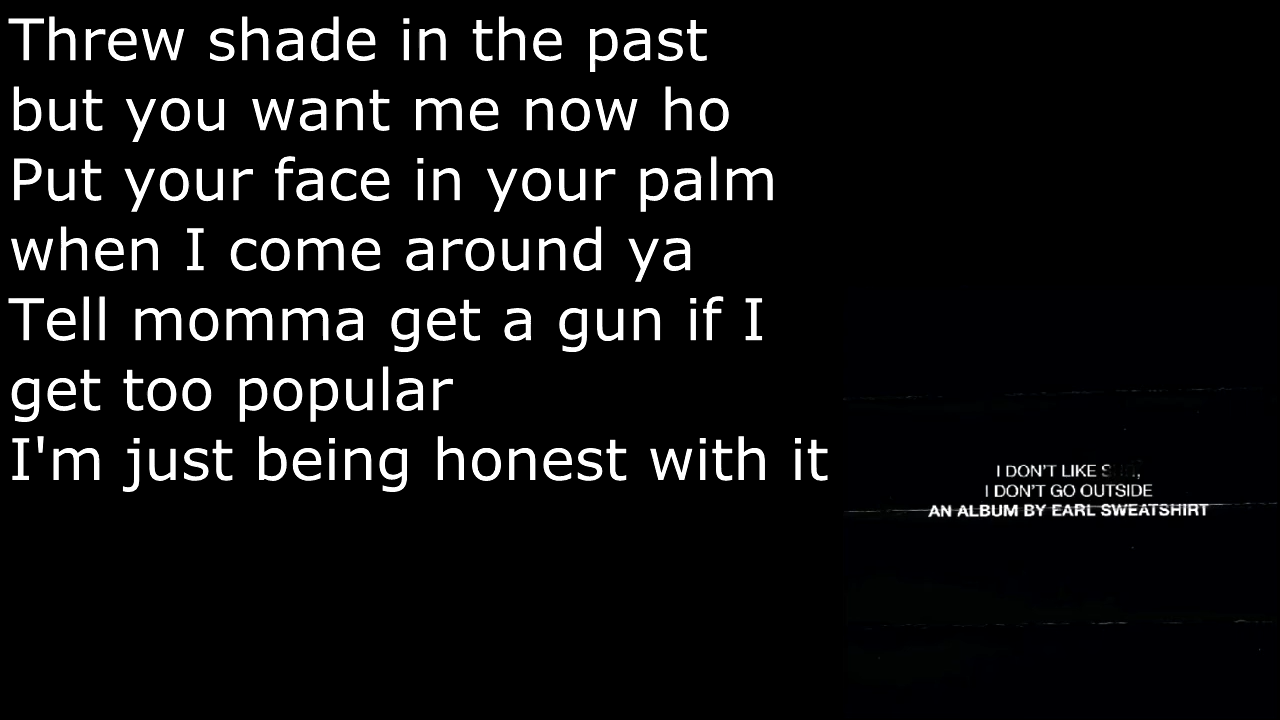 Threw shade in the past
but you want me now ho
Put your face in your palm
when I come around ya
Tell momma get a gun if I
get too popular
I'm just being honest with it
I DON'T LIKE
I DON'T GO OUTSIDE
AN ALBUM BY EARL SWEATSHIRT